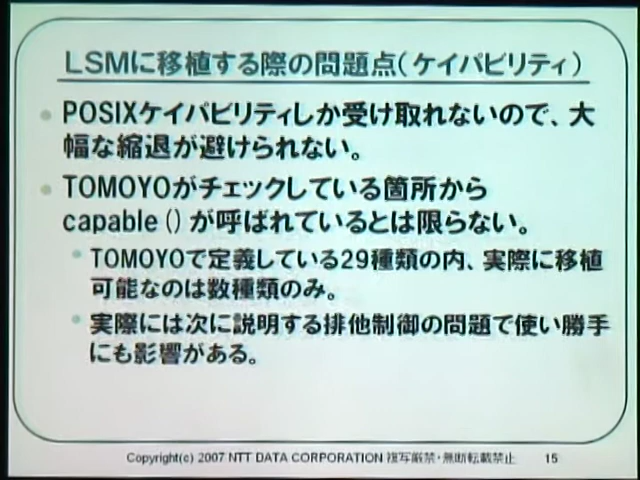 LSMに移植する際の問題点（ケイパビリティ）
POSIXケイパビリティしか受け取れないので、大
幅な縮退が避けられない。
TOMOYOがチェックしている箇所から
capable()が呼ばれているとは限らない。
TOMOYOで定義している29種類の内、実際に移植
可能なのは数種類のみ。
実際には次に説明する排他制御の問題で使い勝手
にも影響がある。
Copyright(c) 2007 NTT DATA CORPORATION 複写厳禁・無断転載禁止 15